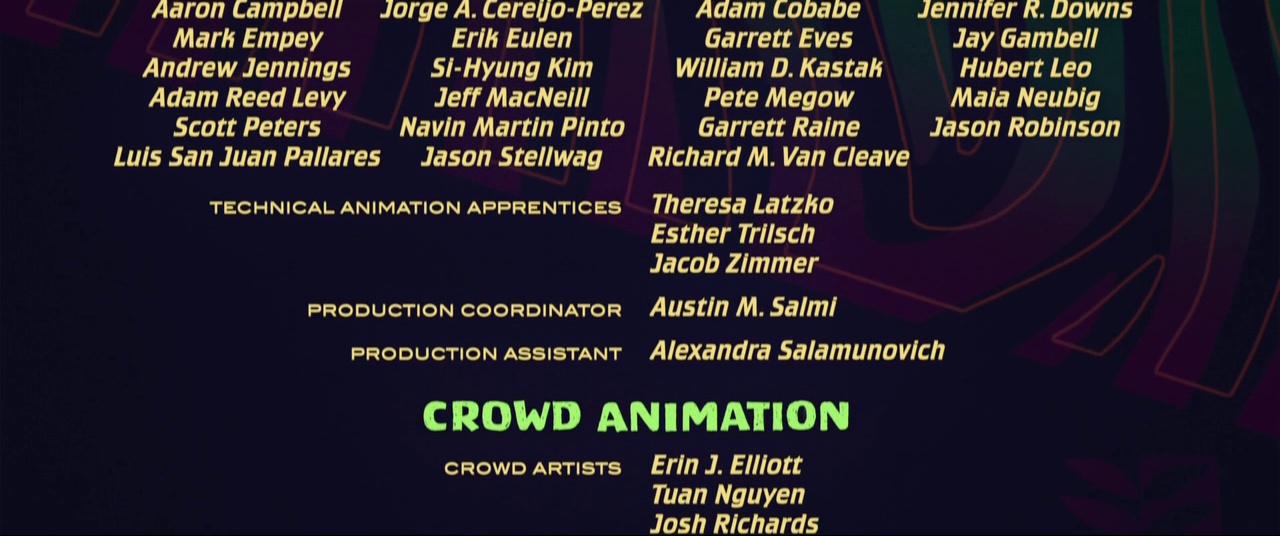 Aaron Campbell Jorge A. Cereijo-Perez Adam Cobabe Jennifer R. Downs
Mark Empey Erik Eulen Garrett Eves Jay Gambell
Andrew Jennings Si-Hyung Kim William D. Kastak Hubert Leo
Adam Reed Levy Jeff MacNeill Pete Megow Maia Neubig
Scott Peters Navin Martin Pinto Garrett Raine Jason Robinson
Luis San Juan Pallares Jason Stellwag Richard M. Van Cleave
TECHNICAL ANIMATION APPRENTICES Theresa Latzko
Esther Trilsch
Jacob Zimmer
PRODUCTION COORDINATOR Austin M. Salmi
PRODUCTION ASSISTANT Alexandra Salamunovich
CROWD ANIMATION
CROWD ARTISTS Erin J. Elliott
Tuan Nguyen
Josh Richards